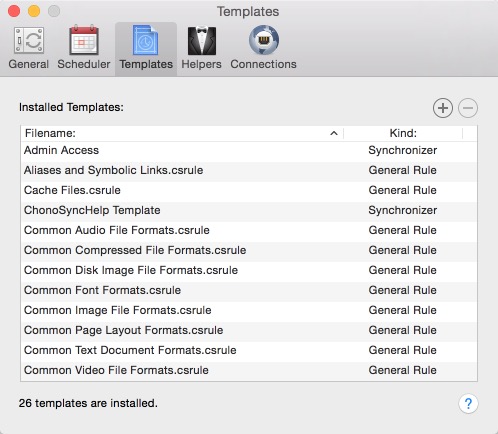 Templates
General Scheduler Templates Helpers Connections
Installed Templates:
Filename: Kind:
Admin Access Synchronizer
Aliases and Symbolic Links.csrule General Rule
Cache Files.csrule General Rule
ChonoSyncHelp Template Synchronizer
Common Audio File Formats.csrule General Rule
Common Compressed File Formats.csrule General Rule
Common Disk Image File Formats.csrule General Rule
Common Font Formats.csrule General Rule
Common Image File Formats.csrule General Rule
Common Page Layout Formats.csrule General Rule
Common Text Document Formats.csrule General Rule
Common Video File Formats.csrule General Rule
26 templates are installed. ?